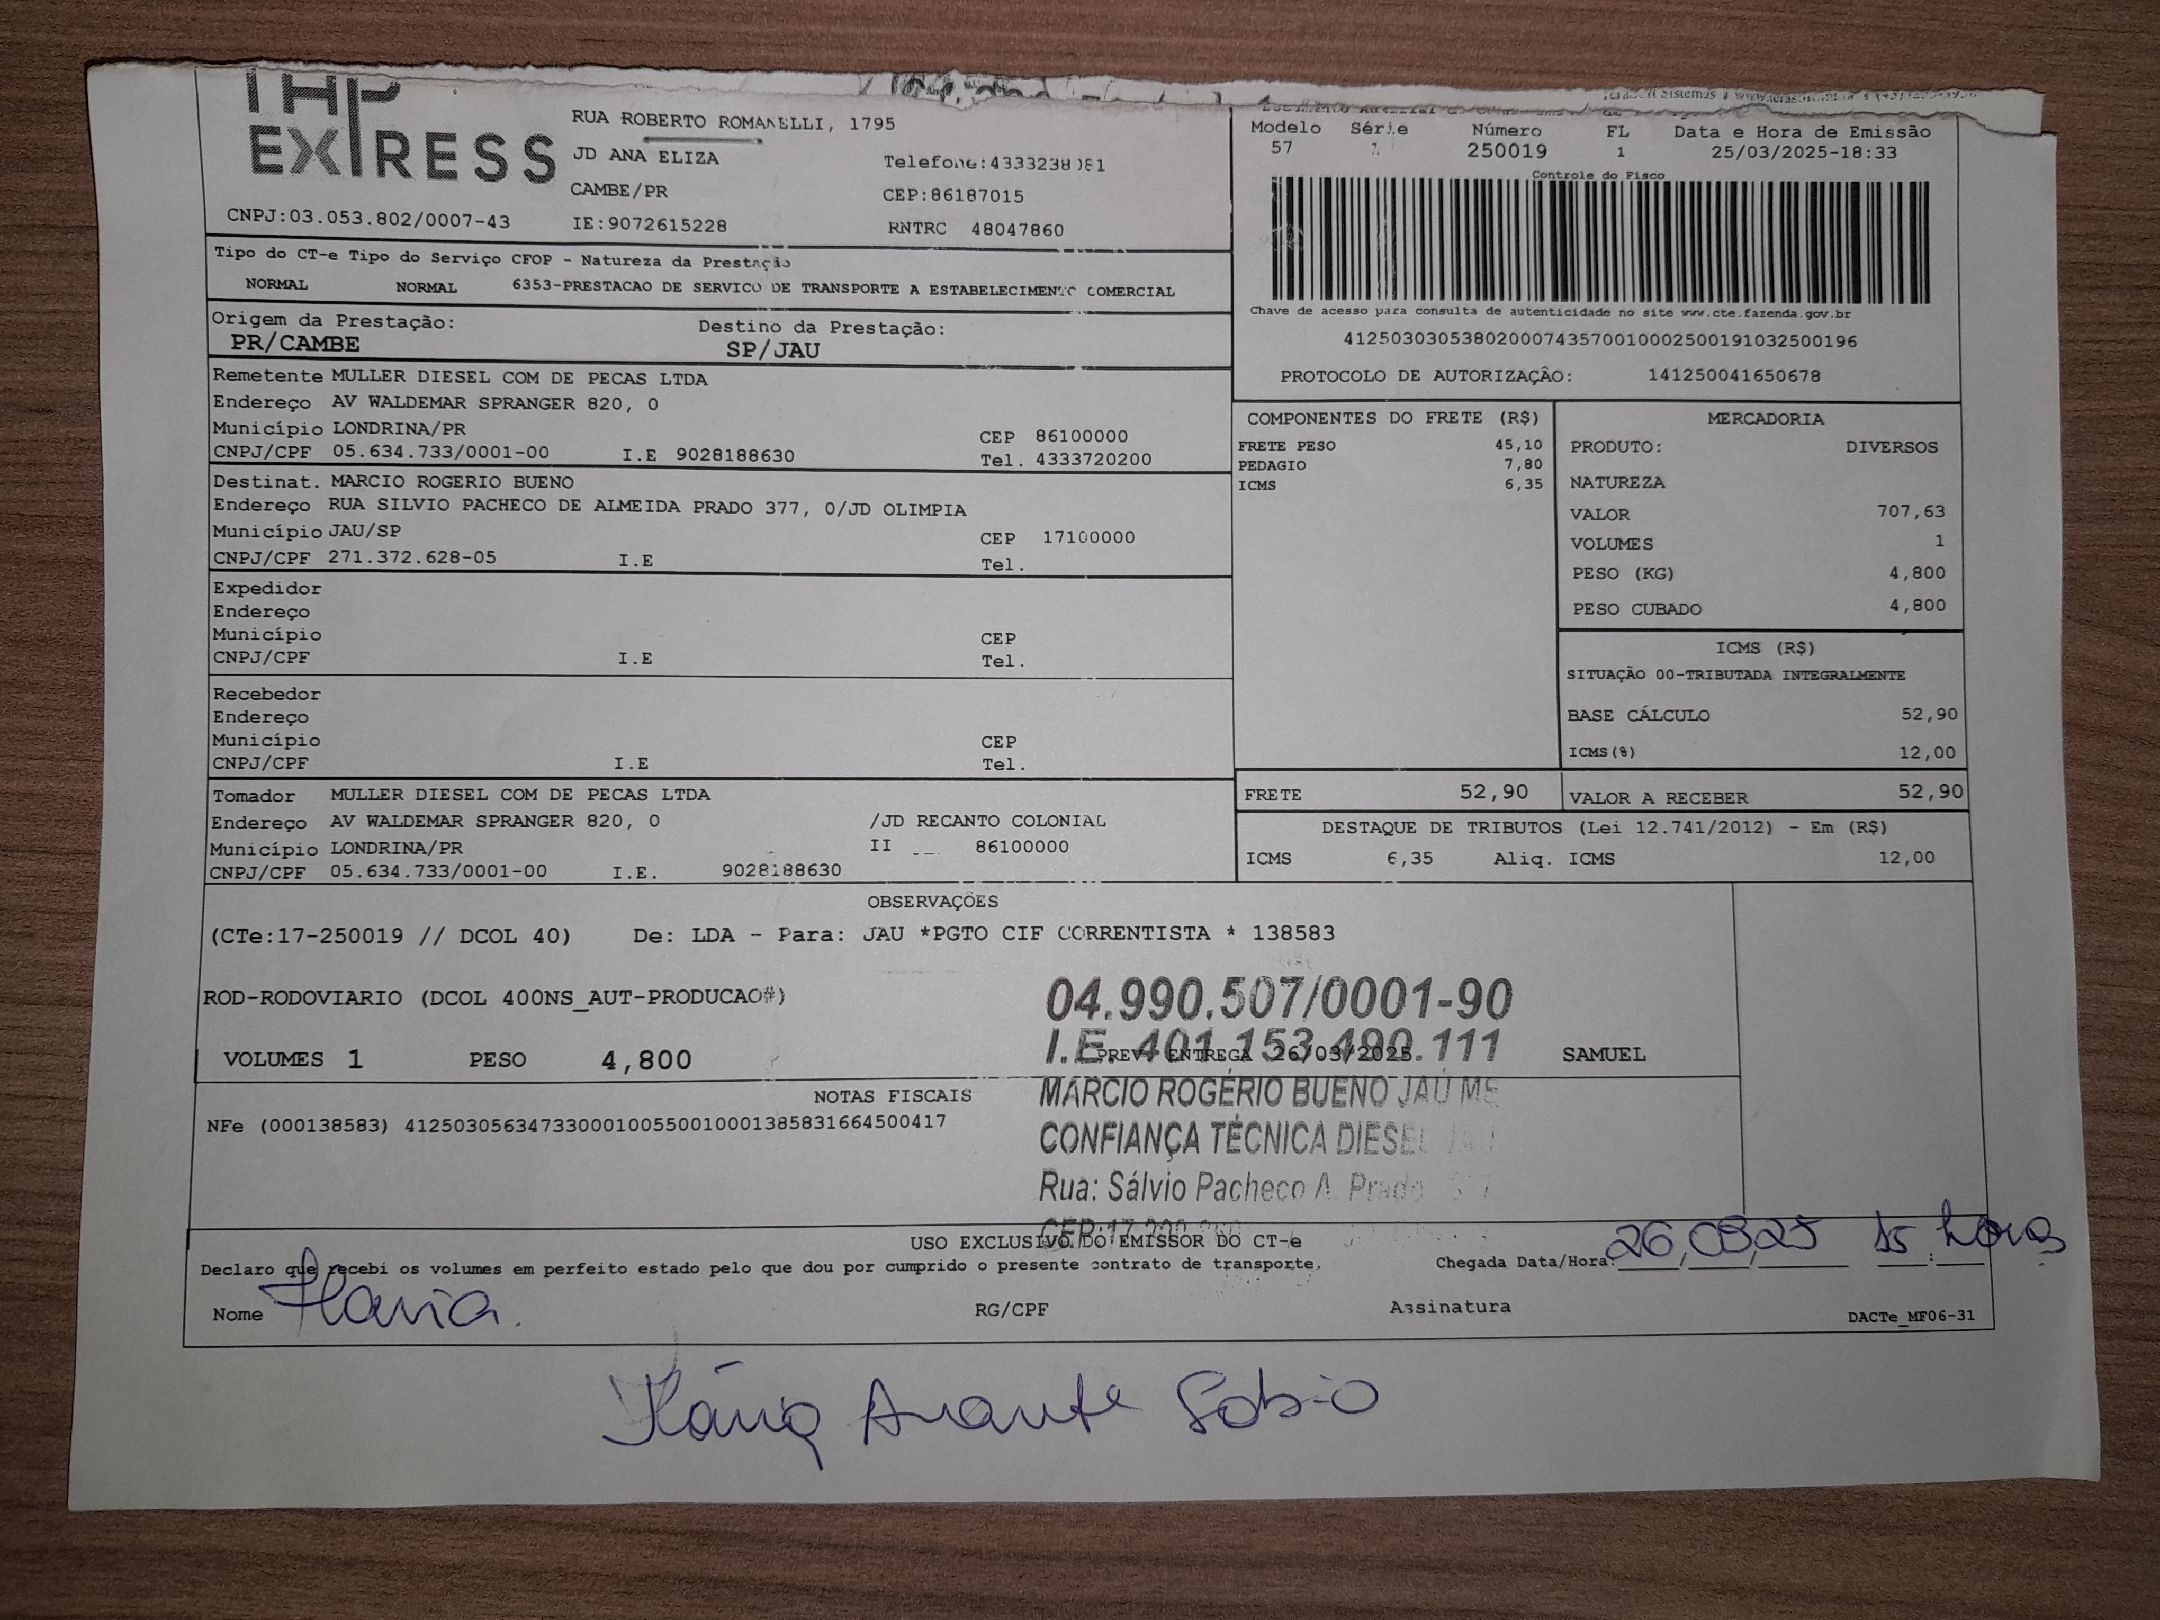 THP
EXPRESS
RUA ROBERTO ROMANELLI, 1795
JD ANA ELIZA
CAMBE/PR
CNPJ:03.053.802/0007-43 IE:9072615228
Telefone:4333238081
CEP:86187015
RNTRC 48047860
Modelo Série Número FL Data e Hora de Emissão
57 1 250019 1 25/03/2025-18:33
Controle do Fisco
Chave de acesso para consulta de autenticidade no site www.cte.fazenda.gov.br
41250303053802000743570010002500191032500196
PROTOCOLO DE AUTORIZAÇÃO: 141250041650678
Tipo do CT-e Tipo do Serviço CFOP - Natureza da Prestação
NORMAL NORMAL 6353-PRESTACAO DE SERVICO DE TRANSPORTE A ESTABELECIMENTO COMERCIAL
Origem da Prestação: Destino da Prestação:
PR/CAMBE SP/JAU
Remetente MULLER DIESEL COM DE PECAS LTDA
Endereço AV WALDEMAR SPRANGER 820, 0
Município LONDRINA/PR CEP 86100000
CNPJ/CPF 05.634.733/0001-00 I.E 9028188630 Tel. 4333720200
Destinat. MARCIO ROGERIO BUENO
Endereço RUA SILVIO PACHECO DE ALMEIDA PRADO 377, 0/JD OLIMPIA
Município JAU/SP CEP 17100000
CNPJ/CPF 271.372.628-05 I.E Tel.
Expedidor
Endereço
Município CEP
CNPJ/CPF I.E Tel.
Recebedor
Endereço
Município CEP
CNPJ/CPF I.E Tel.
Tomador MULLER DIESEL COM DE PECAS LTDA
Endereço AV WALDEMAR SPRANGER 820, 0 /JD RECANTO COLONIAL
Município LONDRINA/PR II 86100000
CNPJ/CPF 05.634.733/0001-00 I.E. 9028188630
COMPONENTES DO FRETE (R$)
FRETE PESO 45,10
PEDAGIO 7,80
ICMS 6,35
MERCADORIA
PRODUTO: DIVERSOS
NATUREZA
VALOR 707,63
VOLUMES 1
PESO (KG) 4,800
PESO CUBADO 4,800
ICMS (R$)
SITUAÇÃO 00-TRIBUTADA INTEGRALMENTE
BASE CÁLCULO 52,90
ICMS(%) 12,00
FRETE 52,90 VALOR A RECEBER 52,90
DESTAQUE DE TRIBUTOS (Lei 12.741/2012) - Em (R$)
ICMS 6,35 Aliq. ICMS 12,00
OBSERVAÇÕES
(CTe:17-250019 // DCOL 40) De: LDA - Para: JAU *PGTO CIF CORRENTISTA * 138583
ROD-RODOVIARIO (DCOL 400NS_AUT-PRODUCAO#)
VOLUMES 1 PESO 4,800 PREV. ENTREGA 26/03/2025 SAMUEL
04.990.507/0001-90
I.E. 401.153.490.111
MARCIO ROGÉRIO BUENO JAÚ ME
CONFIANÇA TÉCNICA DIESEL
Rua: Sálvio Pacheco A. Prado
NOTAS FISCAIS
NFe (000138583) 41250305634733000100550010001385831664500417
USO EXCLUSIVO DO EMISSOR DO CT-e
Declaro que recebi os volumes em perfeito estado pelo que dou por cumprido o presente contrato de transporte.
Chegada Data/Hora: 26/03/25 15 horas
Nome Flavia. RG/CPF Assinatura DACTe_MF06-31